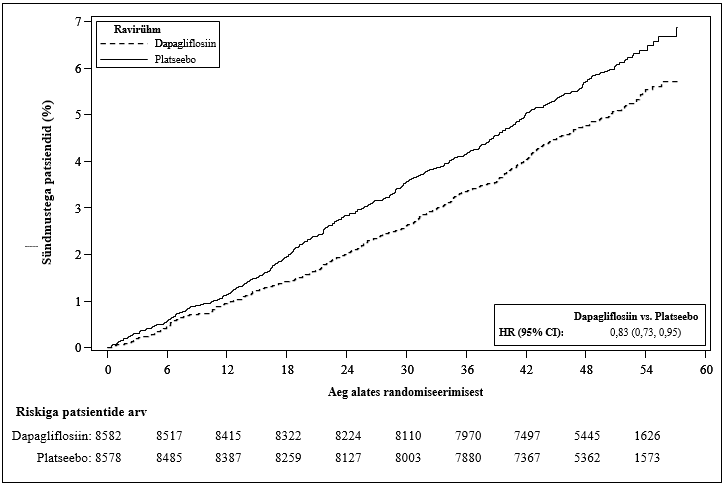 7
Ravirühm
Dapagliflosiin
Platseebo
6
5
4
3
2
1
0
Sündmustega patsiendid (%)
Dapagliflosiin vs. Platseebo
HR (95% CI): 0,83 (0,73, 0,95)
0 6 12 18 24 30 36 42 48 54 60
Aeg alates randomiseerimisest
Riskiga patsientide arv
Dapagliflosiin: 8582 8517 8415 8322 8224 8110 7970 7497 5445 1626
Platseebo: 8578 8485 8387 8259 8127 8003 7880 7367 5362 1573